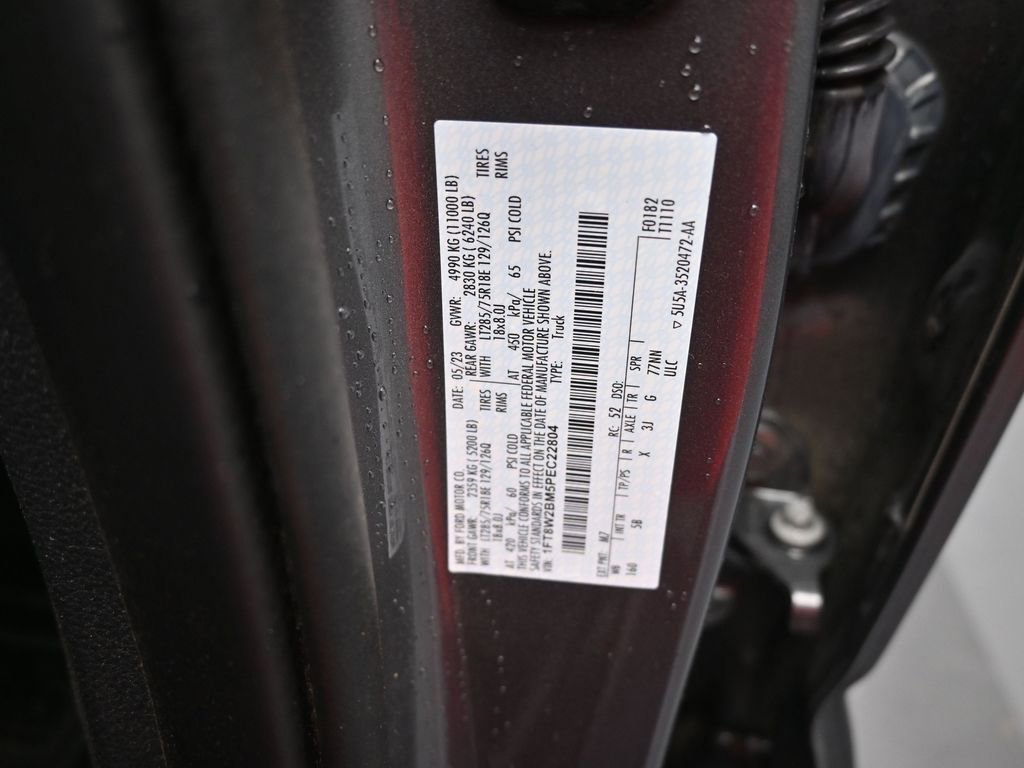 MFD. BY FORD MOTOR CO. DATE: 05/23 GVWR: 4990 KG (11000 LB)
FRONT GAWR: 2359 KG ( 5200 LB) REAR GAWR: 2830 KG ( 6240 LB)
WITH LT285/75R18E 129/126Q TIRES WITH LT285/75R18E 129/126Q TIRES
18x8.0J RIMS 18x8.0J RIMS
AT 420 kPa/ 60 PSI COLD AT 450 kPa/ 65 PSI COLD
THIS VEHICLE CONFORMS TO ALL APPLICABLE FEDERAL MOTOR VEHICLE
SAFETY STANDARDS IN EFFECT ON THE DATE OF MANUFACTURE SHOWN ABOVE.
VIN: 1FT8W2BM5PEC22804 TYPE: Truck
F0182
T1110
EXT PNT: MZ RC: 52 DSO:
WB INT TR TP/PS R AXLE TR SPR
160 5B X 3J G 77NN
ULC
▽ 5U5A-3520472-AA